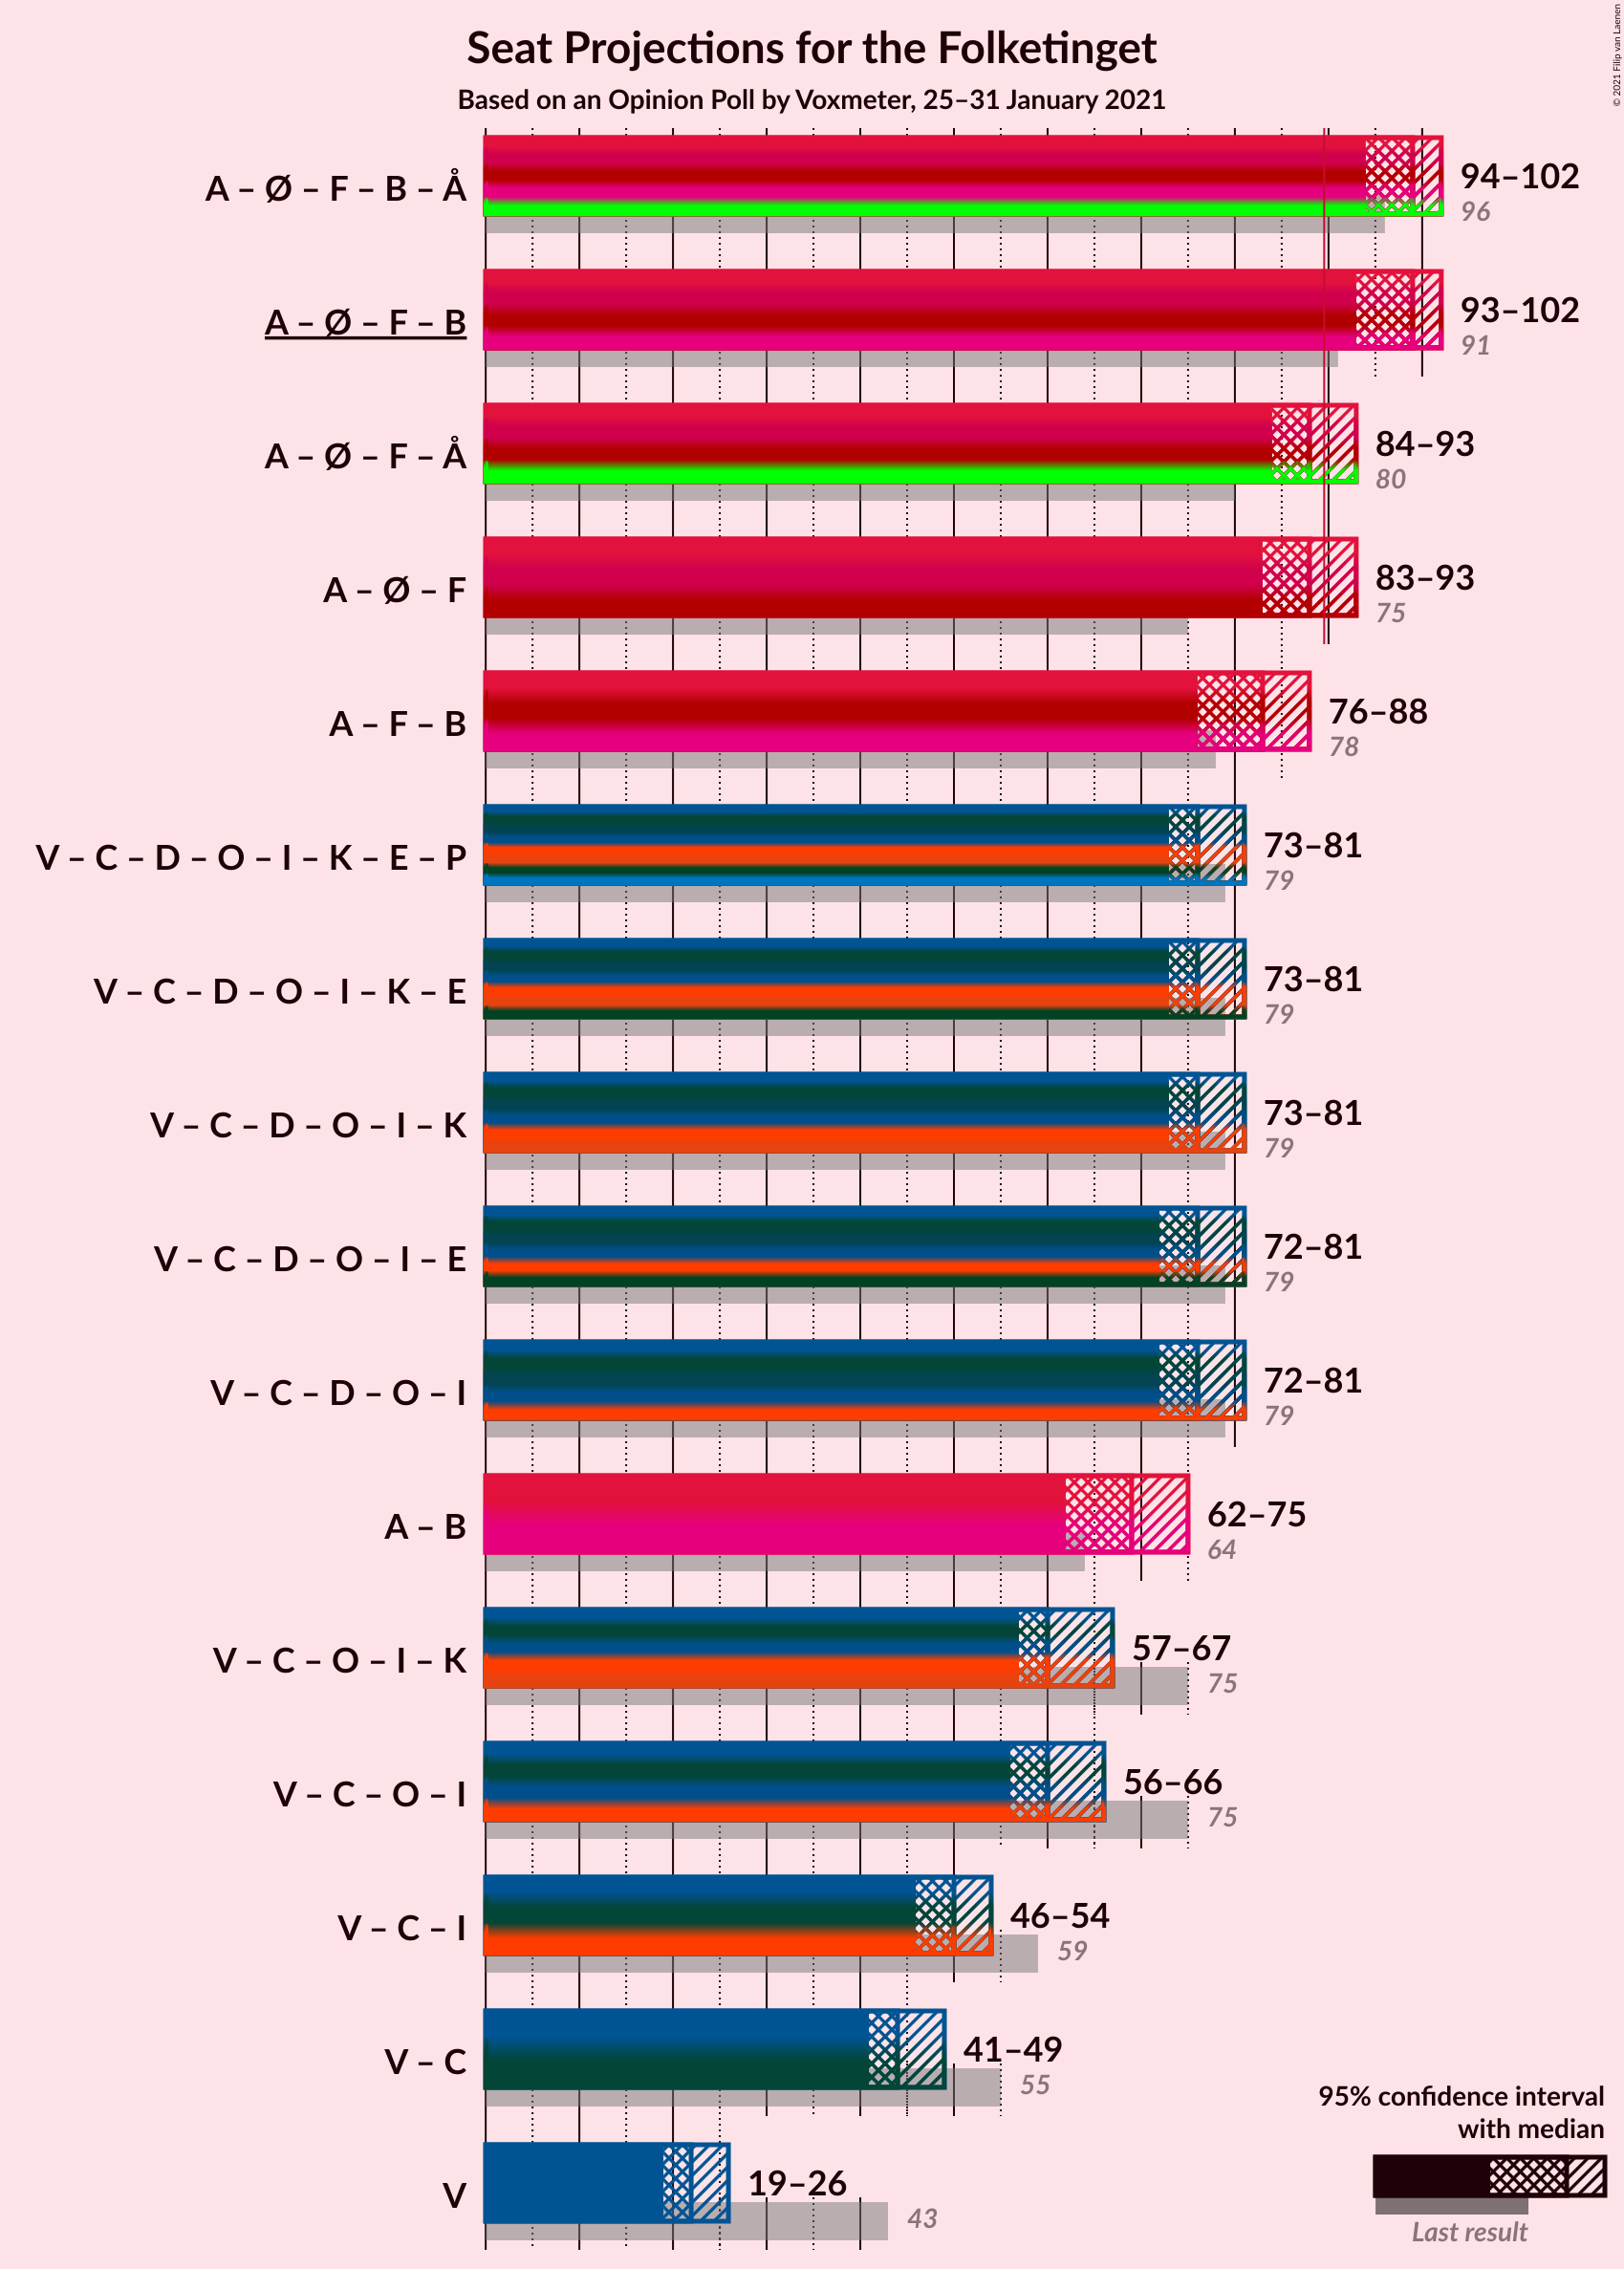 Seat Projections for the Folketinget
Based on an Opinion Poll by Voxmeter, 25–31 January 2021
© 2021 Filip van Laenen
A – Ø – F – B – Å
94–102
96
A – Ø – F – B
93–102
91
A – Ø – F – Å
84–93
80
A – Ø – F
83–93
75
A – F – B
76–88
78
V – C – D – O – I – K – E – P
73–81
79
V – C – D – O – I – K – E
73–81
79
V – C – D – O – I – K
73–81
79
V – C – D – O – I – E
72–81
79
V – C – D – O – I
72–81
79
A – B
62–75
64
V – C – O – I – K
57–67
75
V – C – O – I
56–66
75
V – C – I
46–54
59
V – C
41–49
55
V
19–26
43
95% confidence interval
with median
Last result